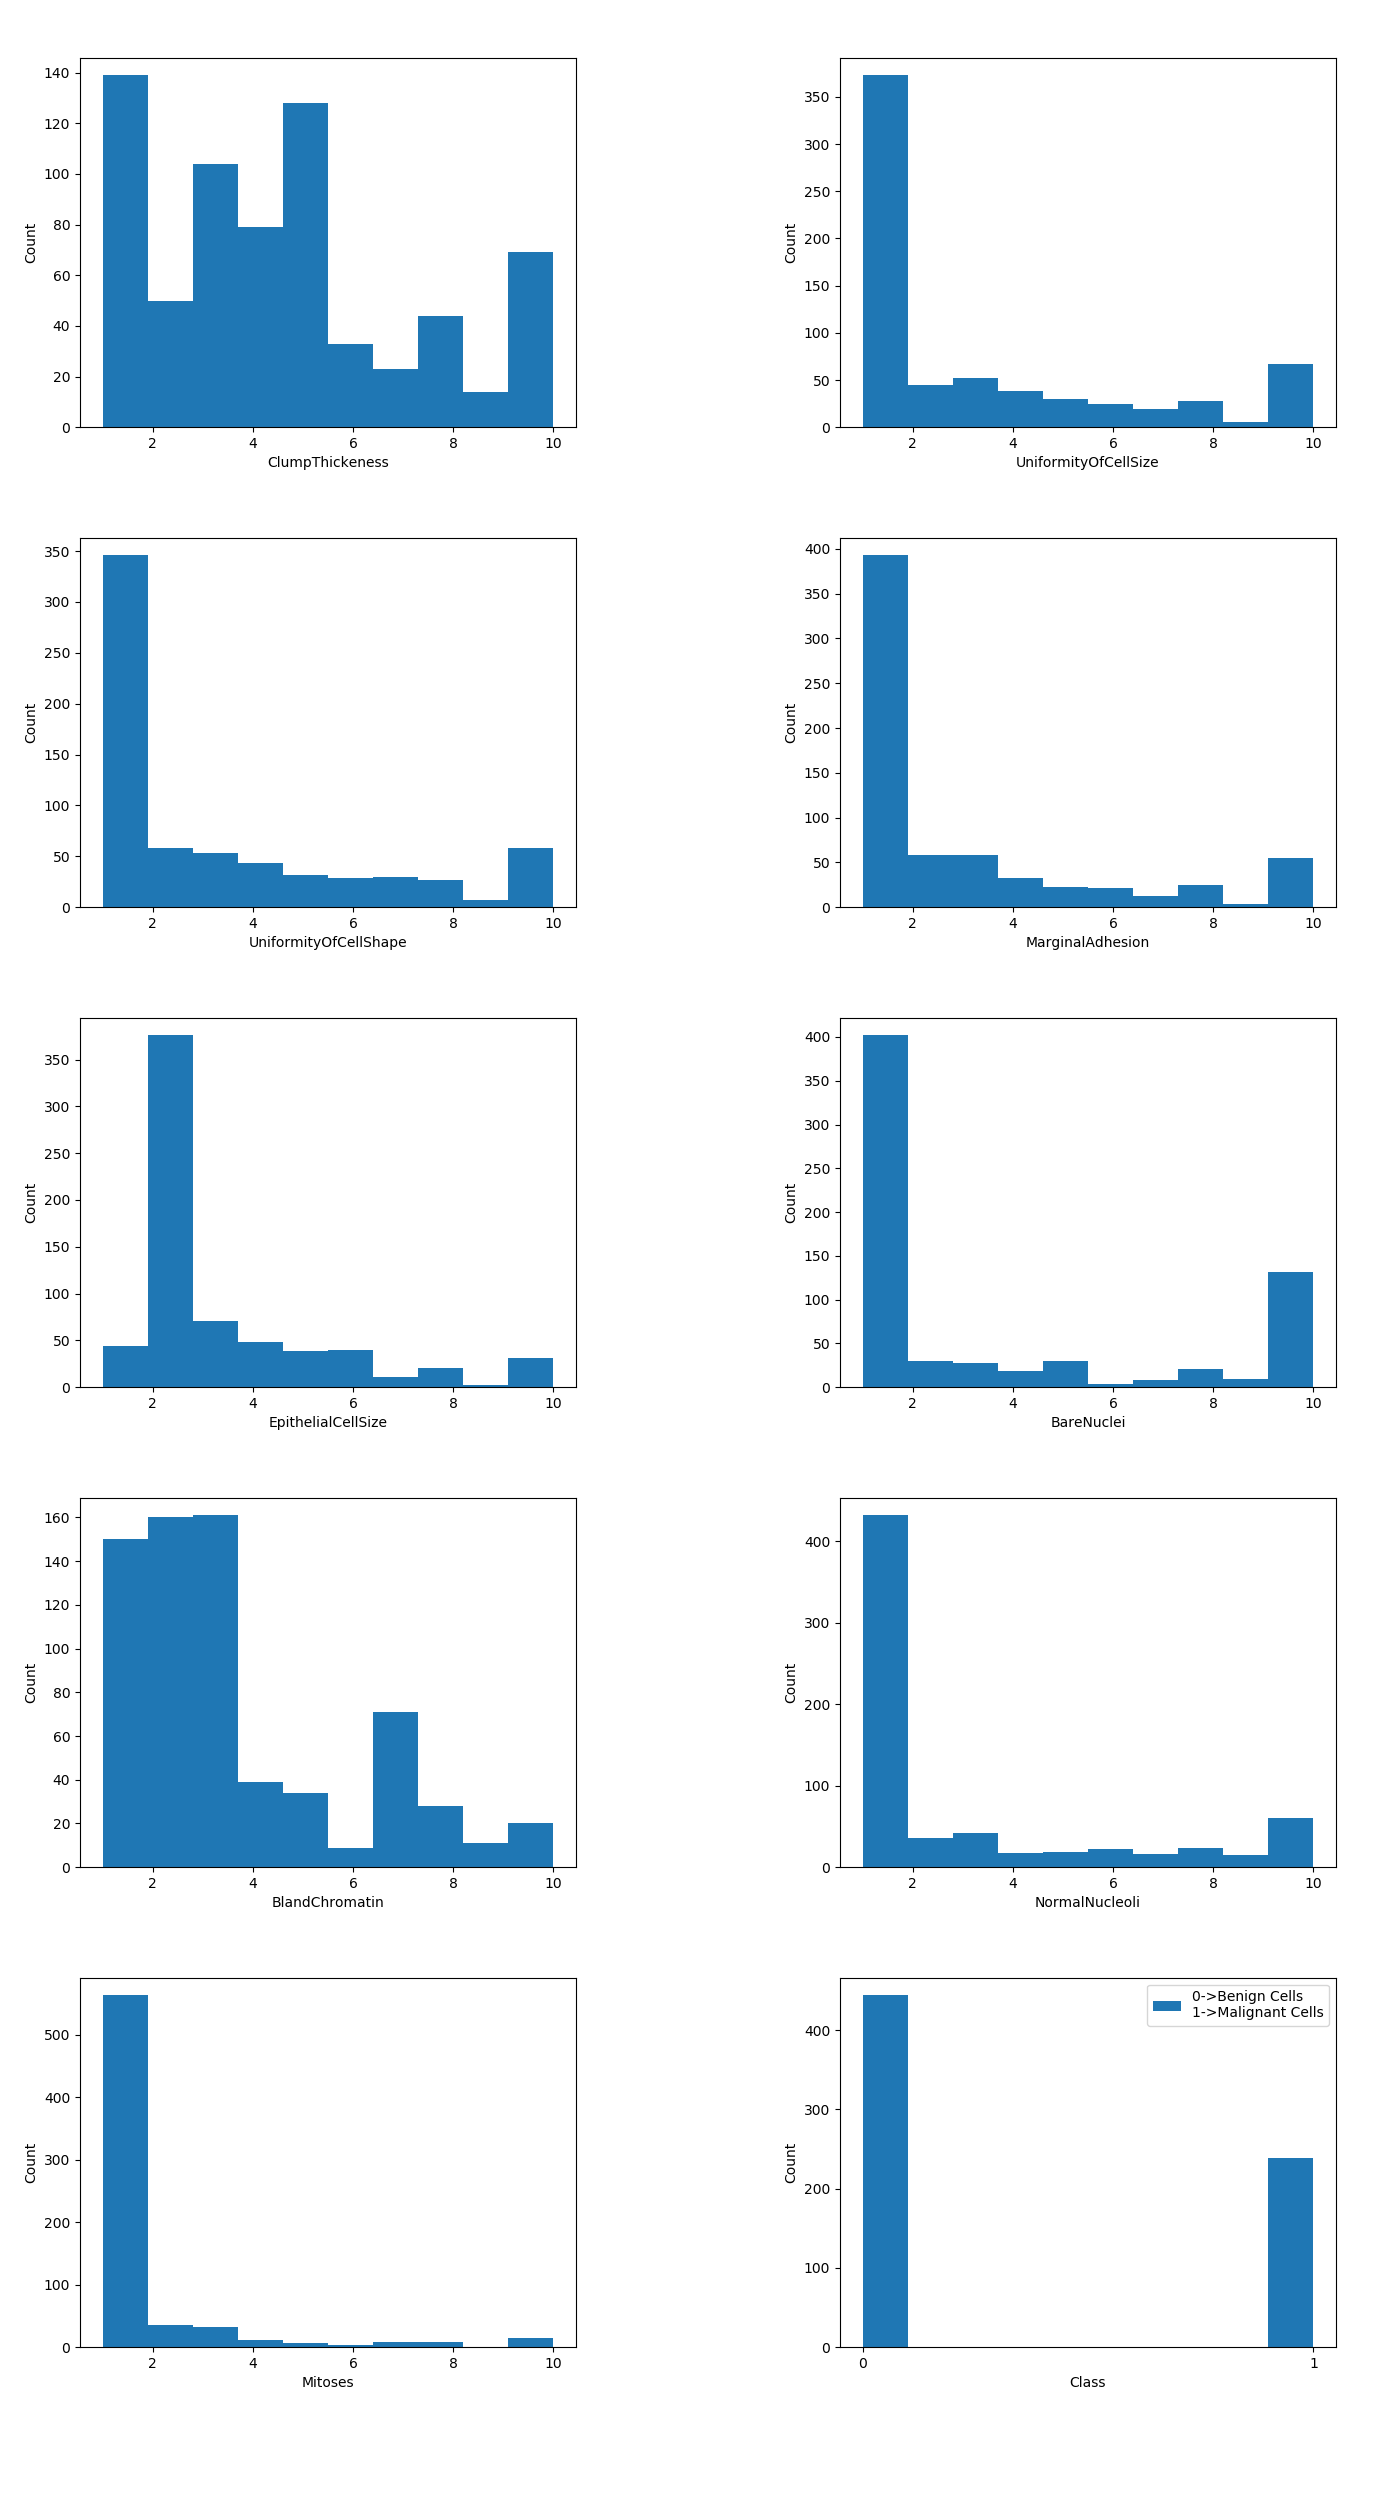 140
120
100
80
60
40
20
0
Count
2 4 6 8 10
ClumpThickeness
350
300
250
200
150
100
50
0
Count
2 4 6 8 10
UniformityOfCellSize
350
300
250
200
150
100
50
0
Count
2 4 6 8 10
UniformityOfCellShape
400
350
300
250
200
150
100
50
0
Count
2 4 6 8 10
MarginalAdhesion
350
300
250
200
150
100
50
0
Count
2 4 6 8 10
EpithelialCellSize
400
350
300
250
200
150
100
50
0
Count
2 4 6 8 10
BareNuclei
160
140
120
100
80
60
40
20
0
Count
2 4 6 8 10
BlandChromatin
400
300
200
100
0
Count
2 4 6 8 10
NormalNucleoli
500
400
300
200
100
0
Count
2 4 6 8 10
Mitoses
0->Benign Cells
1->Malignant Cells
400
300
200
100
0
Count
0 1
Class